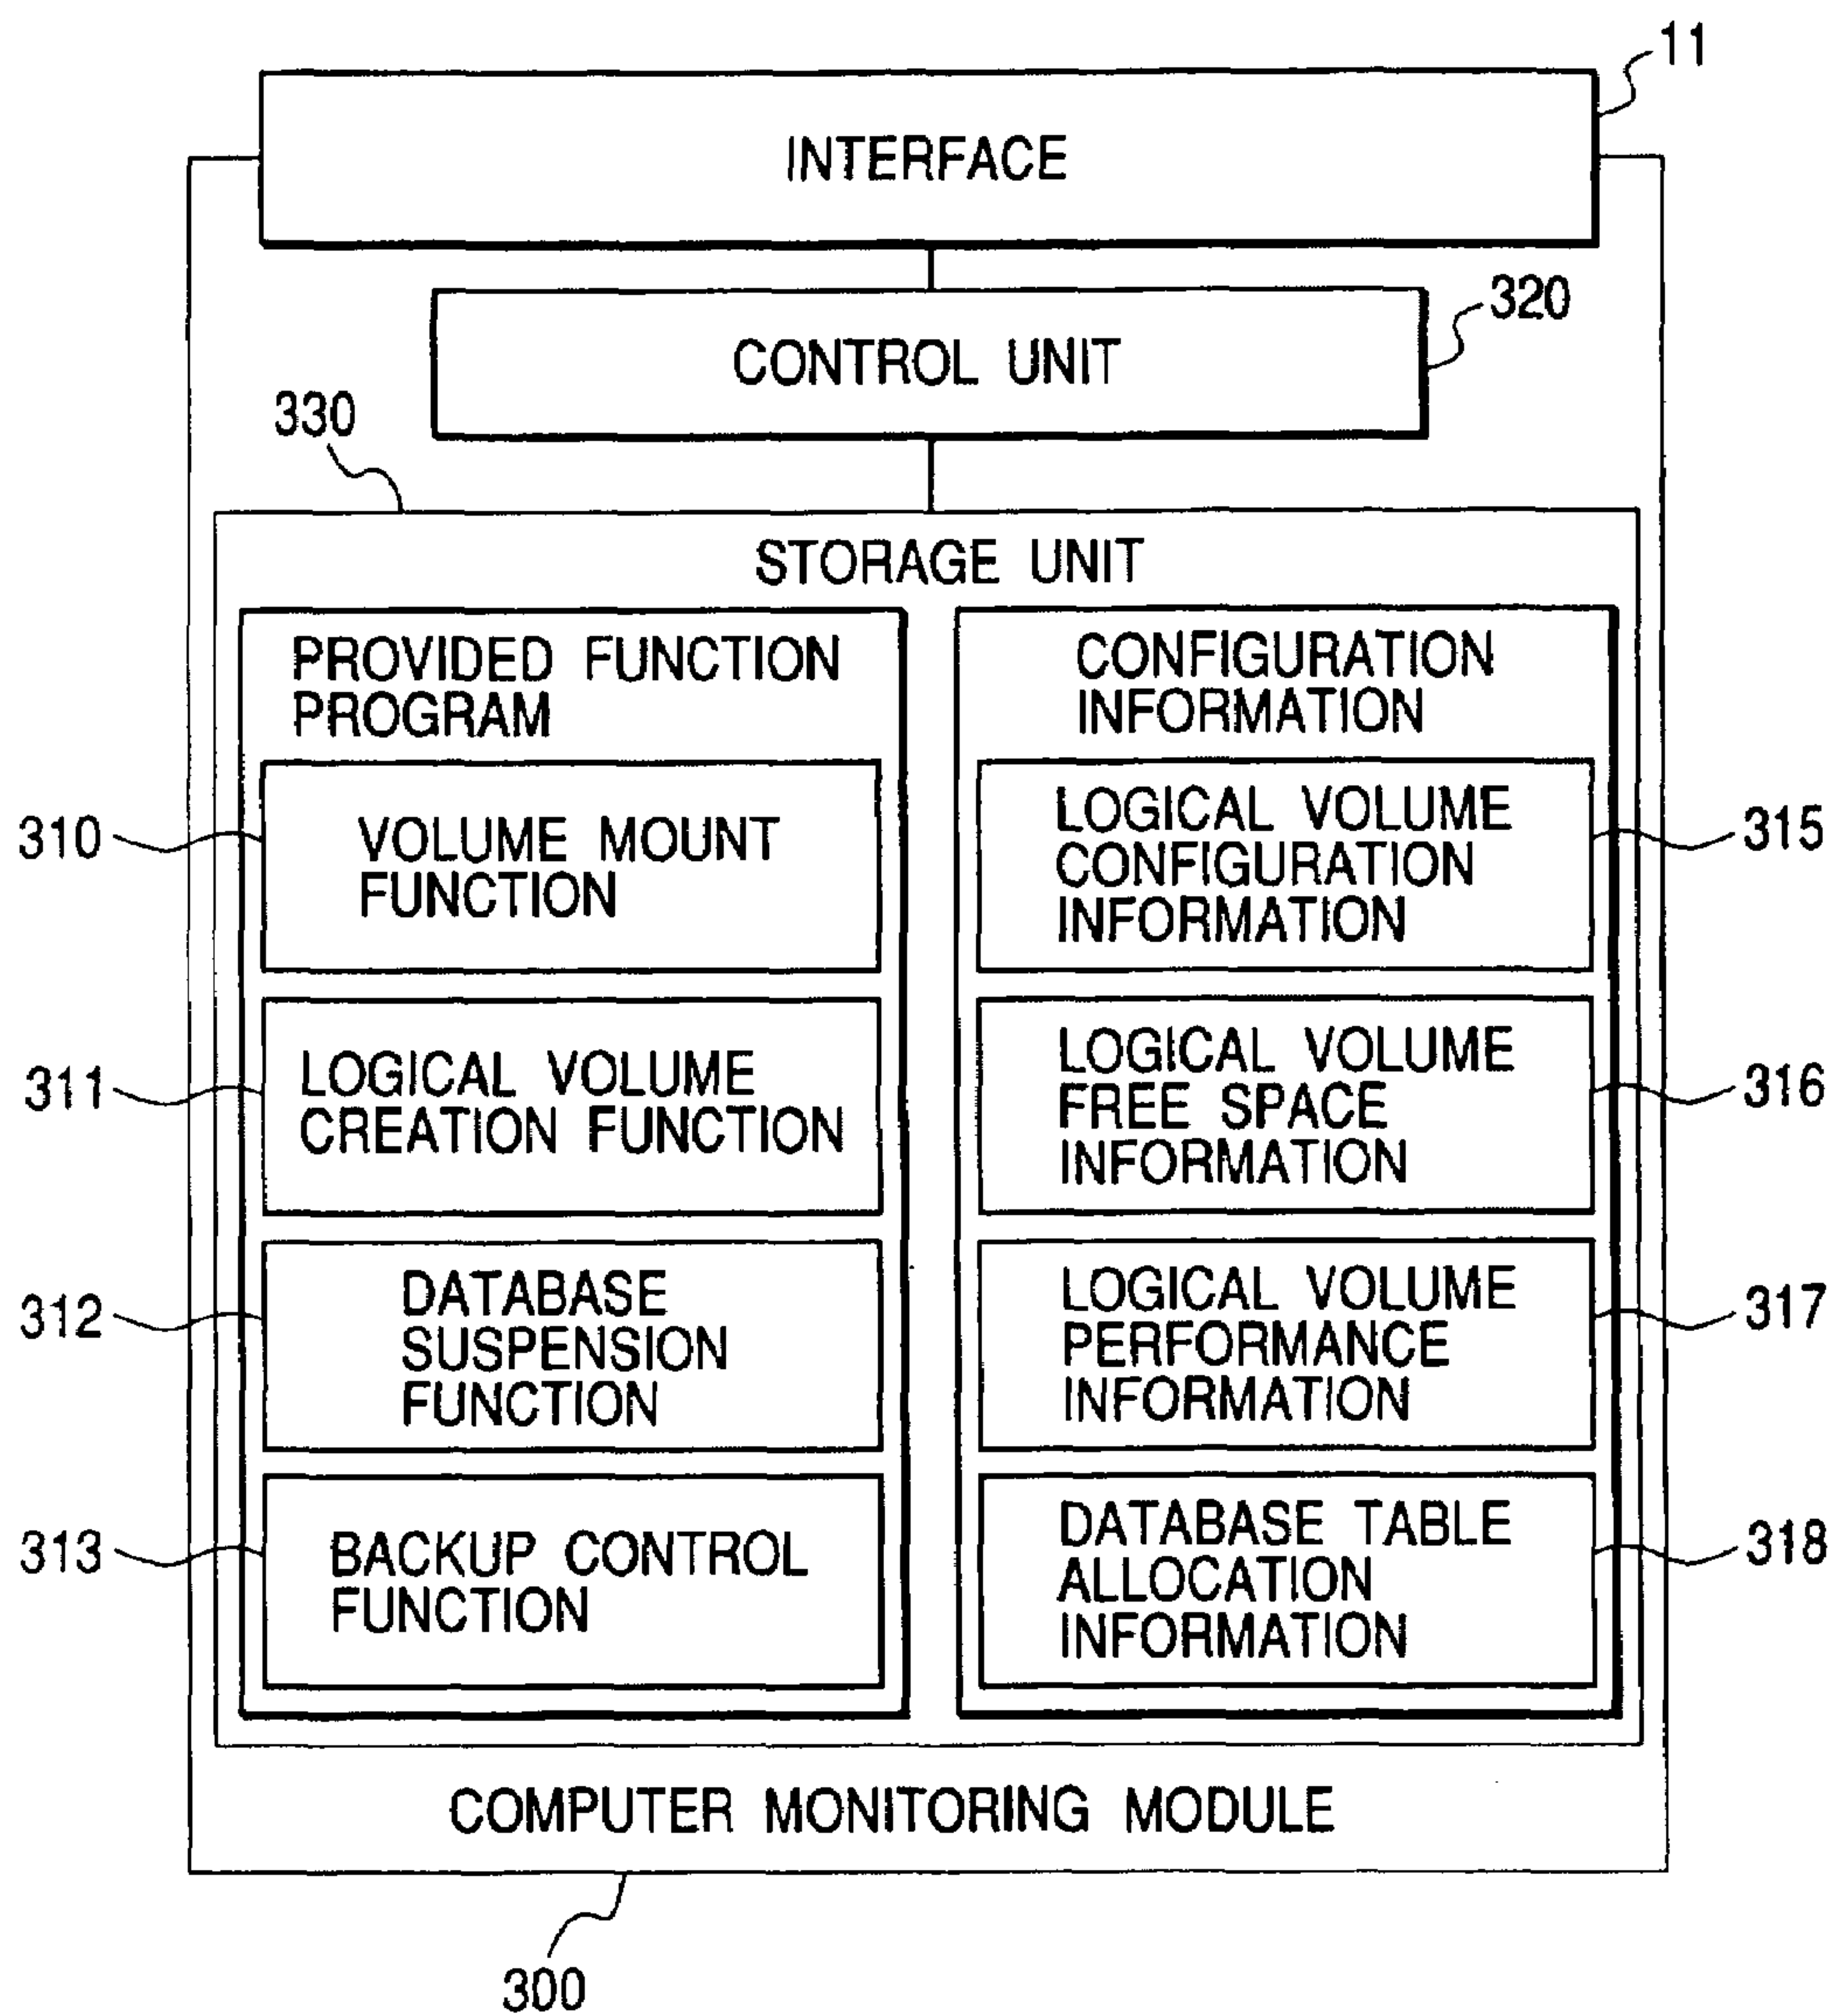 11
INTERFACE
320
CONTROL UNIT
330
STORAGE UNIT
PROVIDED FUNCTION
PROGRAM
310
VOLUME MOUNT
FUNCTION
311
LOGICAL VOLUME
CREATION FUNCTION
312
DATABASE
SUSPENSION
FUNCTION
313
BACKUP CONTROL
FUNCTION
CONFIGURATION
INFORMATION
LOGICAL VOLUME
CONFIGURATION
INFORMATION
315
LOGICAL VOLUME
FREE SPACE
INFORMATION
316
LOGICAL VOLUME
PERFORMANCE
INFORMATION
317
DATABASE TABLE
ALLOCATION
INFORMATION
318
COMPUTER MONITORING MODULE
300